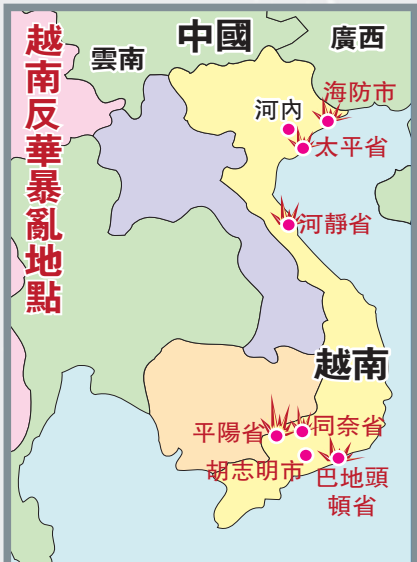 越南反華暴亂地點
中國
雲南
廣西
海防市
河内
太平省
河靜省
越南
平陽省
同奈省
胡志明市
巴地頭
頓省